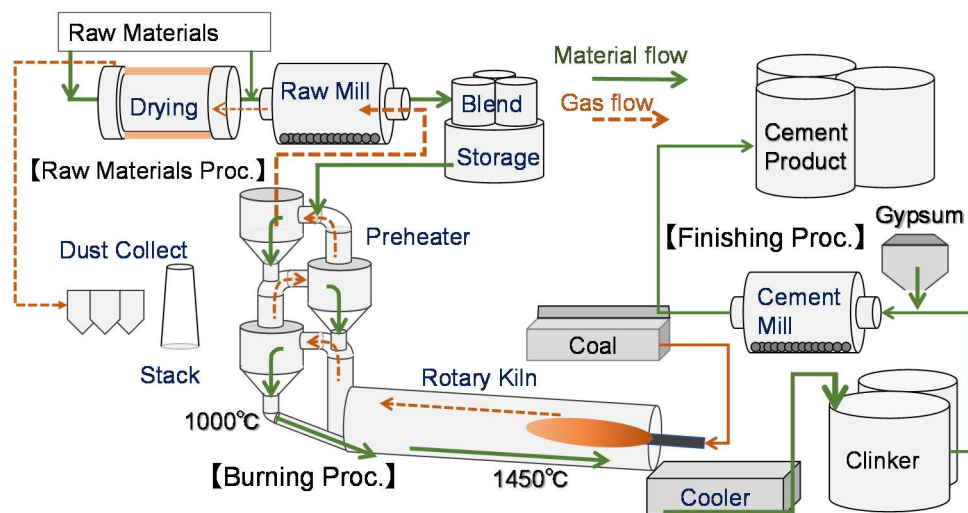 Raw Materials
Material flow
Gas flow
Drying
Raw Mill
Blend
Storage
Cement
Product
【Raw Materials Proc.】
Preheater
【Finishing Proc.】
Gypsum
Dust Collect
Stack
Coal
Cement
Mill
Rotary Kiln
1000℃
【Burning Proc.】
1450℃
Cooler
Clinker